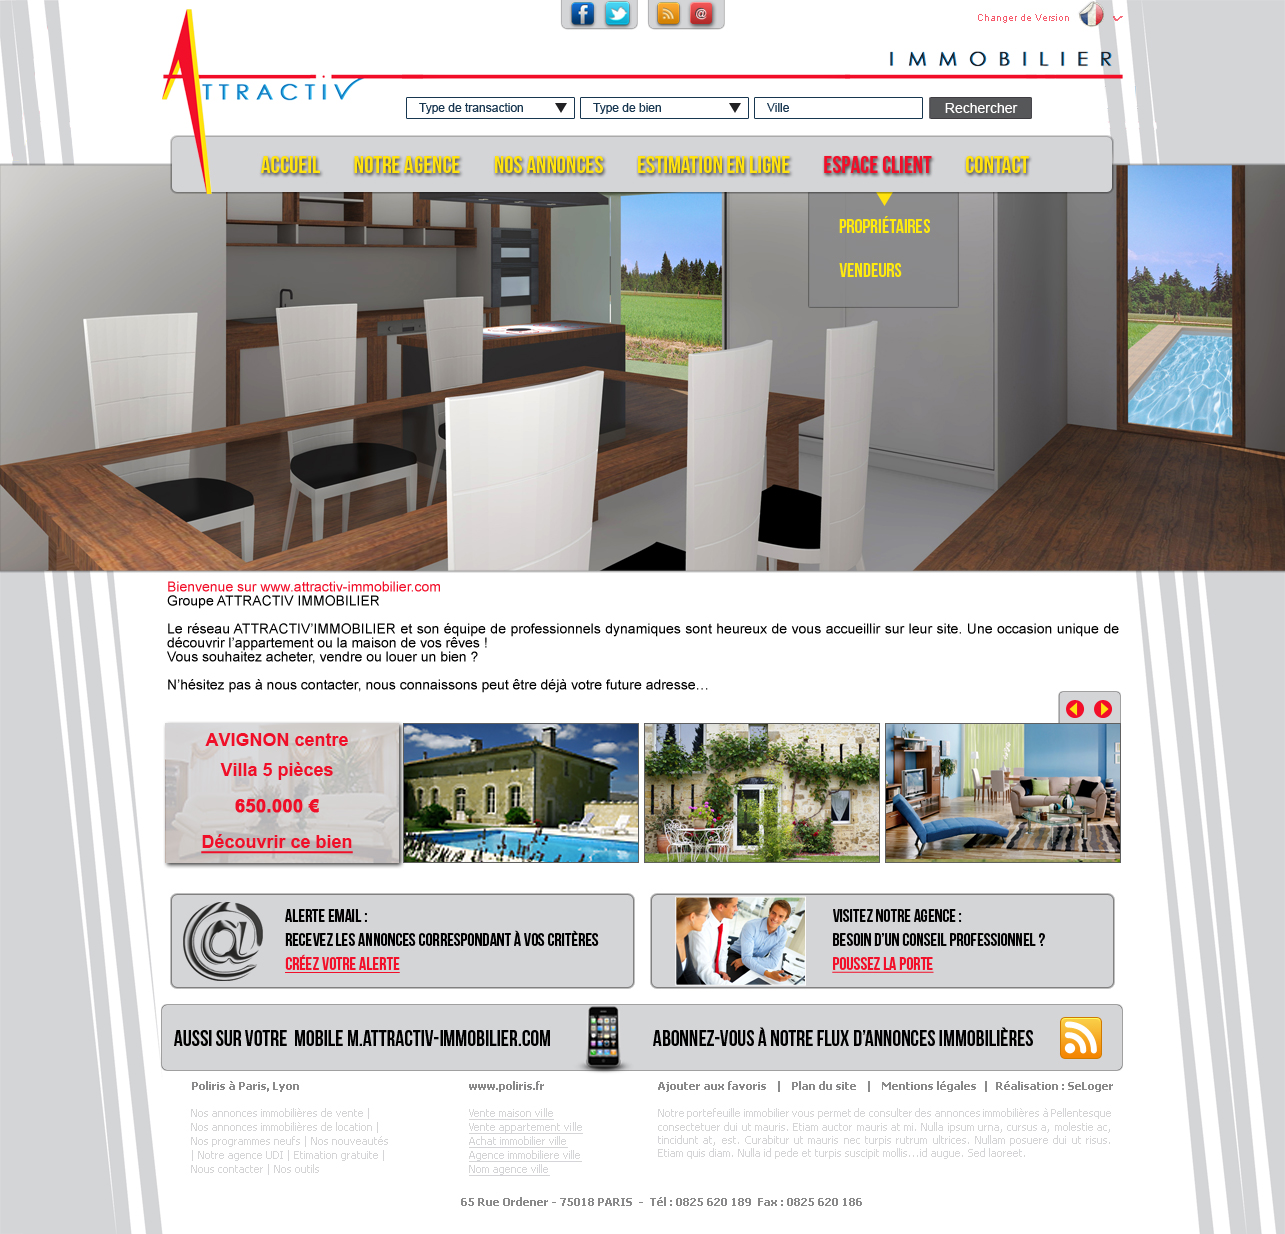 Changer de Version
IMMOBILIER
ATTRACTIV
Type de transaction
Type de bien
Ville
Rechercher
ACCUEIL
NOTRE AGENCE
NOS ANNONCES
ESTIMATION EN LIGNE
ESPACE CLIENT
CONTACT
PROPRIÉTAIRES
VENDEURS
Bienvenue sur www.attractiv-immobilier.com
Groupe ATTRACTIV IMMOBILIER
Le réseau ATTRACTIV'IMMOBILIER et son équipe de professionnels dynamiques sont heureux de vous accueillir sur leur site. Une occasion unique de
découvrir l'appartement ou la maison de vos rêves !
Vous souhaitez acheter, vendre ou louer un bien ?
N'hésitez pas à nous contacter, nous connaissons peut être déjà votre future adresse...
AVIGNON centre
Villa 5 pièces
650.000 €
Découvrir ce bien
ALERTE EMAIL :
RECEVEZ LES ANNONCES CORRESPONDANT À VOS CRITÈRES
CRÉEZ VOTRE ALERTE
VISITEZ NOTRE AGENCE :
BESOIN D'UN CONSEIL PROFESSIONNEL ?
POUSSEZ LA PORTE
AUSSI SUR VOTRE MOBILE M.ATTRACTIV-IMMOBILIER.COM
ABONNEZ-VOUS À NOTRE FLUX D'ANNONCES IMMOBILIÈRES
Poliris à Paris, Lyon
Nos annonces immobilières de vente |
Nos annonces immobilières de location |
Nos programmes neufs | Nos nouveautés
| Notre agence UDI | Etimation gratuite |
Nous contacter | Nos outils
www.poliris.fr
Vente maison ville
Vente appartement ville
Achat immobilier ville
Agence immobiliere ville
Nom agence ville
Ajouter aux favoris | Plan du site | Mentions légales | Réalisation : SeLoger
Notre portefeuille immobilier vous permet de consulter des annonces immobilières à Pellentesque
consectetuer dui ut mauris. Etiam auctor mauris at mi. Nulla ipsum urna, cursus a, molestie ac,
tincidunt at, est. Curabitur ut mauris nec turpis rutrum ultrices. Nullam posuere dui ut risus.
Etiam quis diam. Nulla id pede et turpis suscipit mollis...id augue. Sed laoreet.
65 Rue Ordener - 75018 PARIS - Tél : 0825 620 189 Fax : 0825 620 186